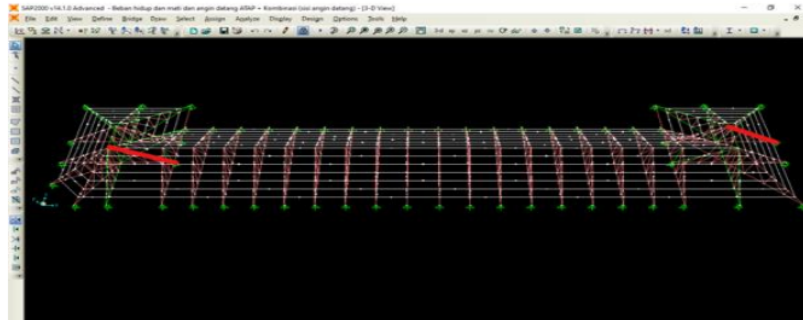 SAP2000 v14.1.0 Advanced - Beban hidup dan mati dan angin datang ATAP + Kombinasi (sisi angin datang) - [3-D View]
File Edit View Define Bridge Draw Select Assign Analyze Display Design Options Tools Help